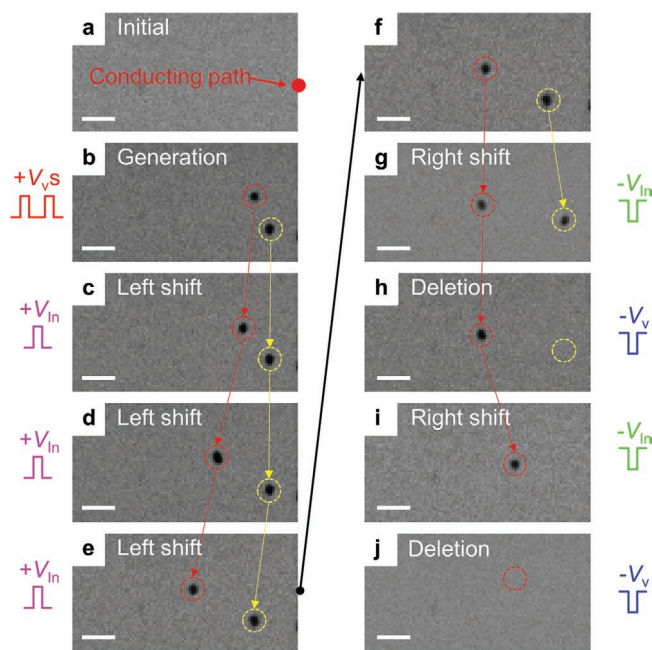 a Initial
Conducting path
+Vvs
b Generation
+VIn
c Left shift
+VIn
d Left shift
+VIn
e Left shift
f
g Right shift
-VIn
h Deletion
-Vv
i Right shift
-VIn
j Deletion
-Vv